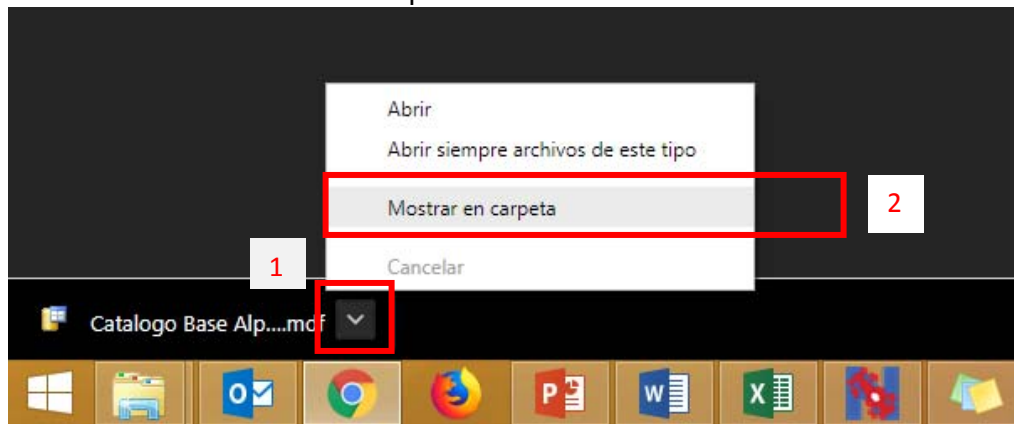 Abrir
Abrir siempre archivos de este tipo
Mostrar en carpeta
2
1
Cancelar
Catalogo Base Alp....mdf